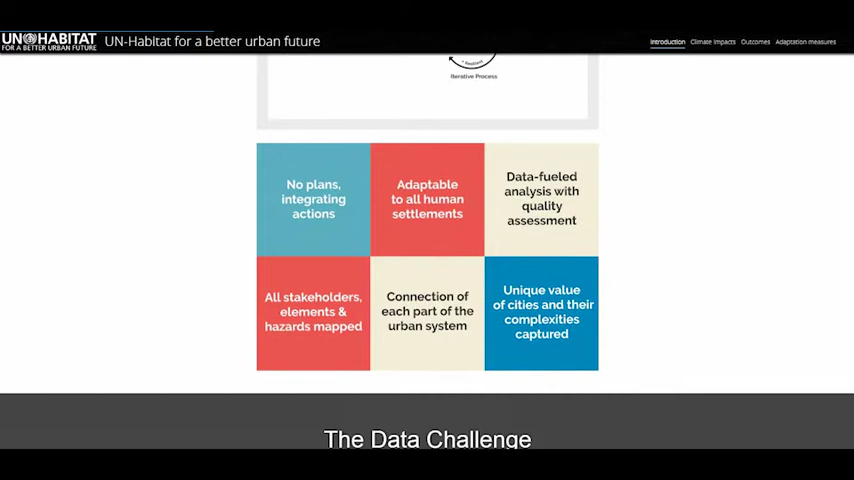 UN HABITAT
FOR A BETTER URBAN FUTURE
UN-Habitat for a better urban future
Introduction Climate Impacts Outcomes Adaptation measures
+ Resilient
Iterative Process
No plans,
integrating
actions
Adaptable
to all human
settlements
Data-fueled
analysis with
quality
assessment
All stakeholders,
elements &
hazards mapped
Connection of
each part of the
urban system
Unique value
of cities and their
complexities
captured
The Data Challenge